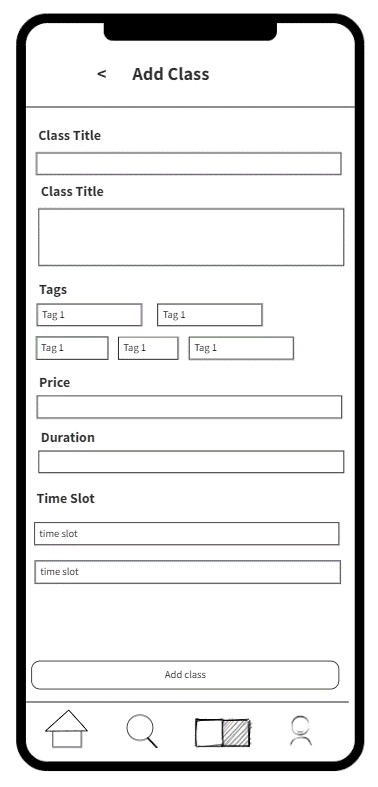 < Add Class
Class Title
Class Title
Tags
Tag 1 Tag 1
Tag 1 Tag 1 Tag 1
Price
Duration
Time Slot
time slot
time slot
Add class